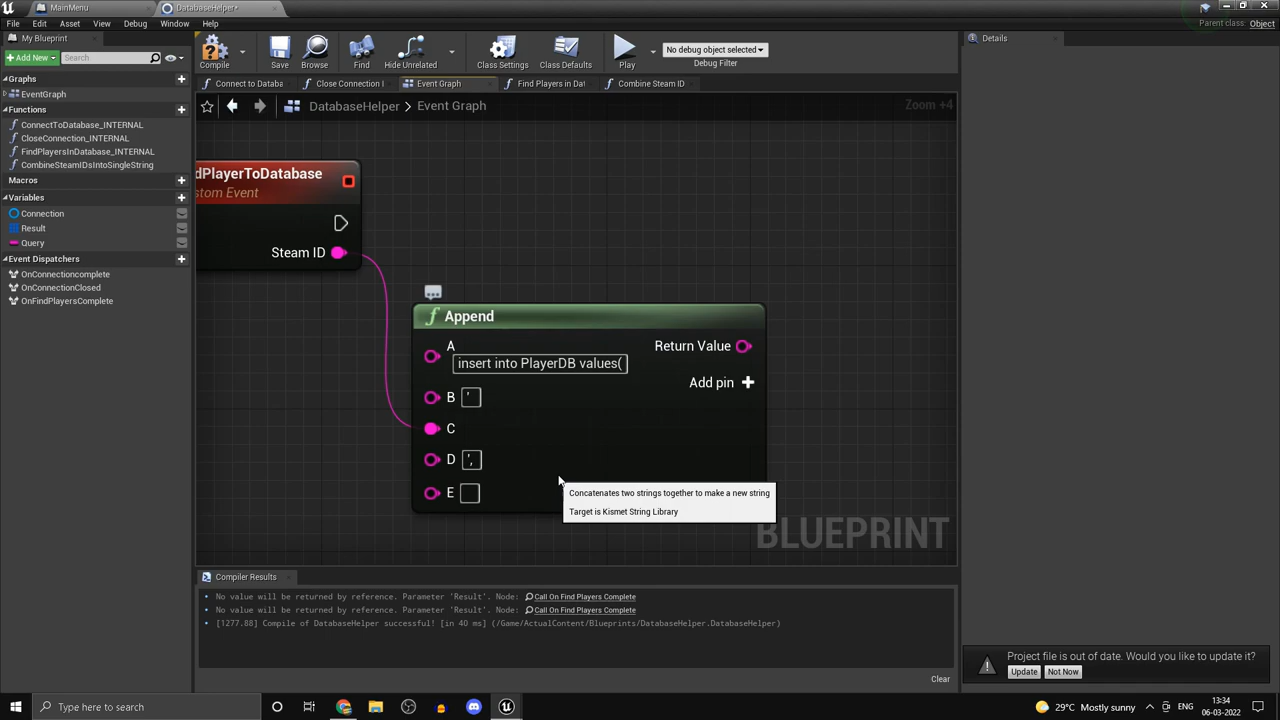 MainMenu
DatabaseHelper*
File Edit Asset View Debug Window Help
Parent class: Object
My Blueprint
Add New
Search
Compile
Save
Browse
Find
Hide Unrelated
Class Settings
Class Defaults
Play
No debug object selected
Debug Filter
Details
Connect to Databa
Close Connection I
Event Graph
Find Players in Dat
Combine Steam ID
DatabaseHelper > Event Graph
Zoom +4
Graphs
EventGraph
Functions
ConnectToDatabase_INTERNAL
CloseConnection_INTERNAL
FindPlayersInDatabase_INTERNAL
CombineSteamIDsIntoSingleString
Macros
Variables
Connection
Result
Query
Event Dispatchers
OnConnectioncomplete
OnConnectionClosed
OnFindPlayersComplete
dPlayerToDatabase
stom Event
Steam ID
Append
A
insert into PlayerDB values(
Return Value
Add pin +
B '
C
D ',
E
Concatenates two strings together to make a new string
Target is Kismet String Library
BLUEPRINT
Compiler Results
No value will be returned by reference. Parameter 'Result'. Node: Call On Find Players Complete
No value will be returned by reference. Parameter 'Result'. Node: Call On Find Players Complete
[1277.88] Compile of DatabaseHelper successful! [in 40 ms] (/Game/ActualContent/Blueprints/DatabaseHelper.DatabaseHelper)
Clear
Project file is out of date. Would you like to update it?
Update Not Now
Type here to search
29°C Mostly sunny
ENG
13:34
06-03-2022